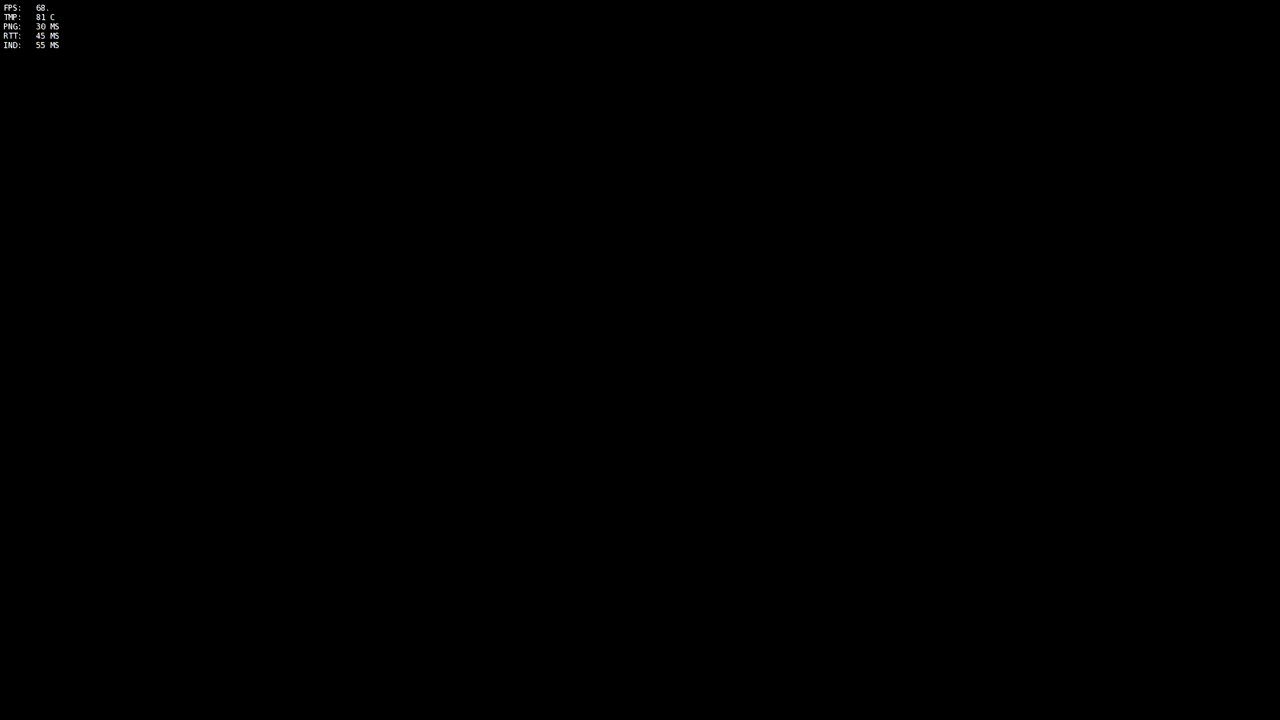 FPS: 68.
TMP: 81 C
PNG: 30 MS
RTT: 45 MS
IND: 55 MS